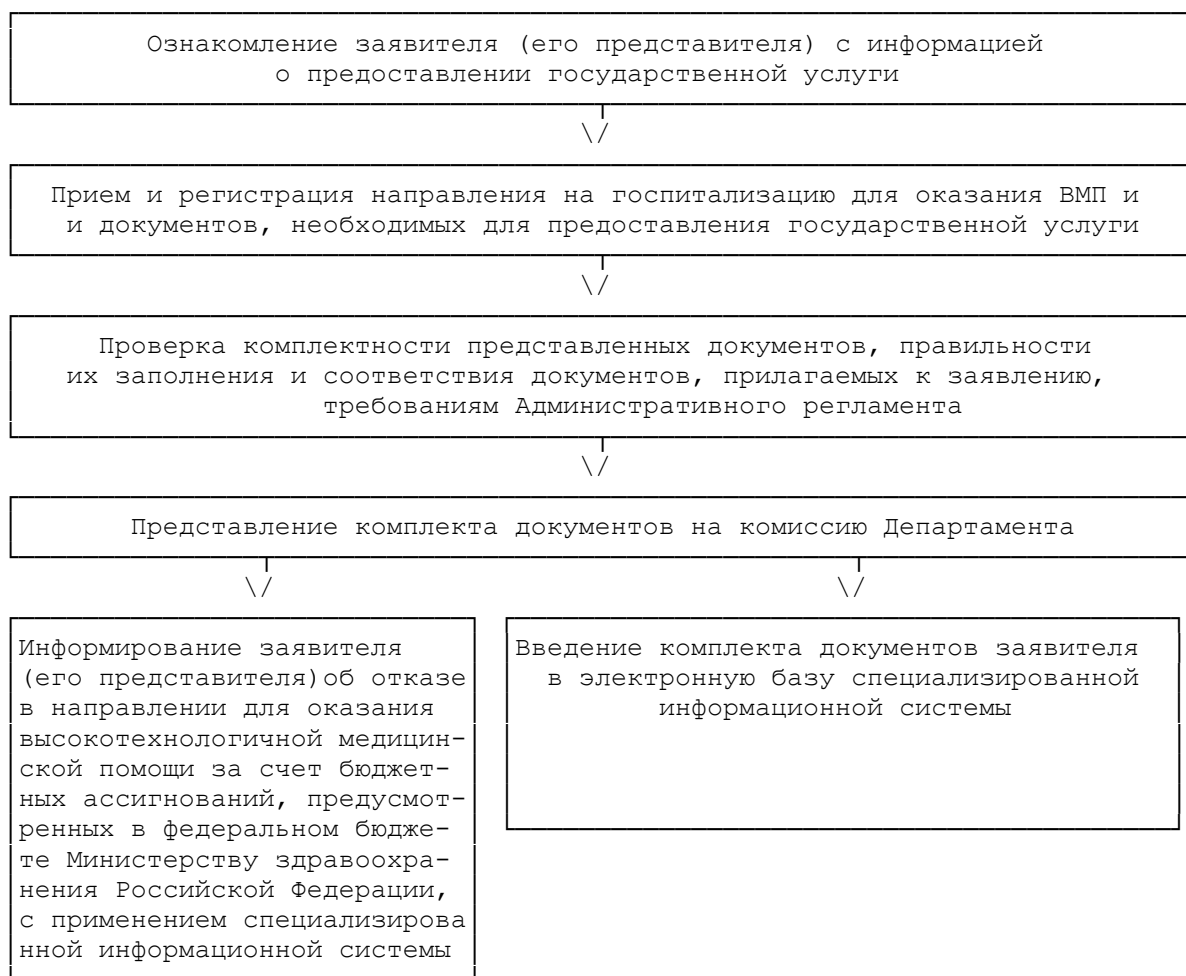 Ознакомление заявителя (его представителя) с информацией
о предоставлении государственной услуги
\/
Прием и регистрация направления на госпитализацию для оказания ВМП и
и документов, необходимых для предоставления государственной услуги
\/
Проверка комплектности представленных документов, правильности
их заполнения и соответствия документов, прилагаемых к заявлению,
требованиям Административного регламента
\/
Представление комплекта документов на комиссию Департамента
\/ \/
Информирование заявителя
(его представителя)об отказе
в направлении для оказания
высокотехнологичной медицин-
ской помощи за счет бюджет-
ных ассигнований, предусмот-
ренных в федеральном бюдже-
те Министерству здравоохра-
нения Российской Федерации,
с применением специализирова
нной информационной системы
Введение комплекта документов заявителя
в электронную базу специализированной
информационной системы